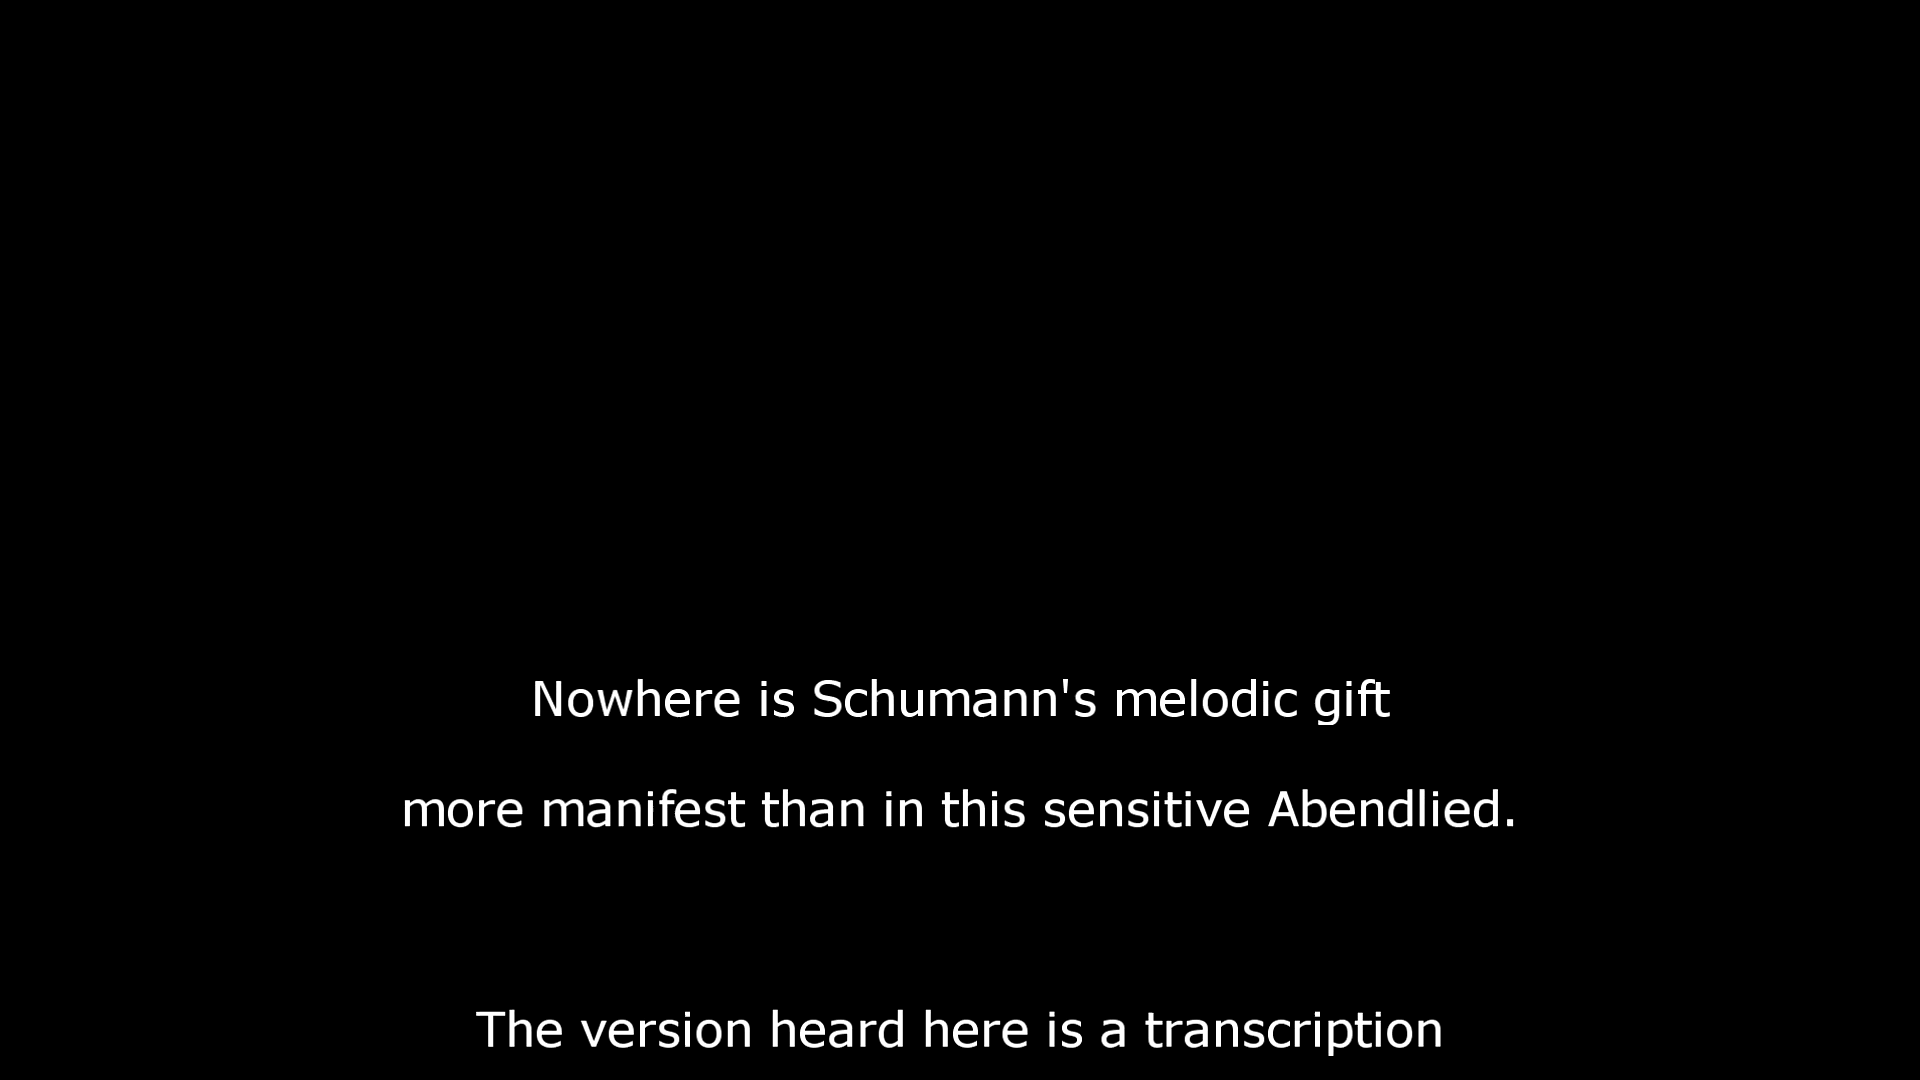 Nowhere is Schumann's melodic gift
more manifest than in this sensitive Abendlied.
The version heard here is a transcription